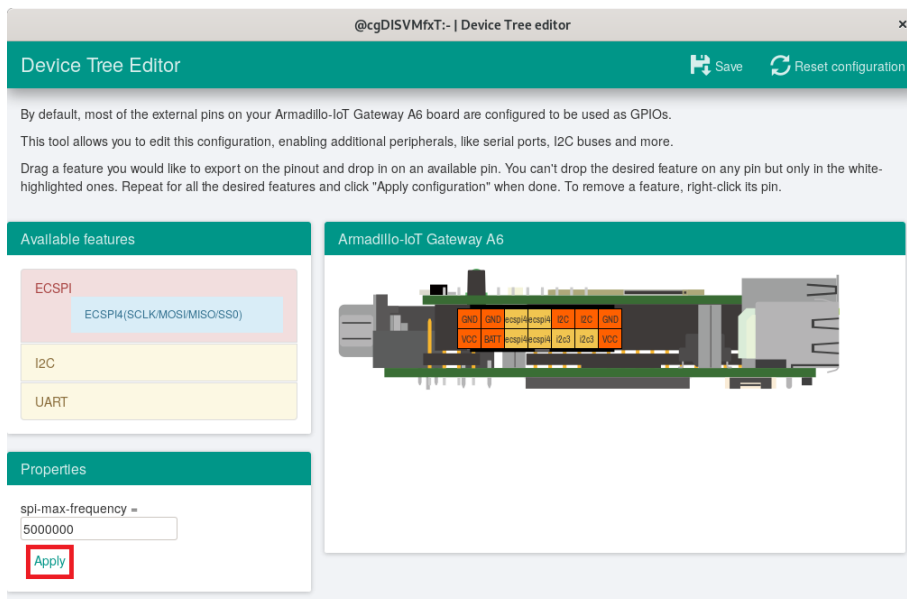 @cgDISVMfxT:~ | Device Tree editor ×
Device Tree Editor
Save
Reset configuration
By default, most of the external pins on your Armadillo-IoT Gateway A6 board are configured to be used as GPIOs.
This tool allows you to edit this configuration, enabling additional peripherals, like serial ports, I2C buses and more.
Drag a feature you would like to export on the pinout and drop in on an available pin. You can't drop the desired feature on any pin but only in the white-
highlighted ones. Repeat for all the desired features and click "Apply configuration" when done. To remove a feature, right-click its pin.
Available features
ECSPI
ECSPI4(SCLK/MOSI/MISO/SS0)
I2C
UART
Properties
spi-max-frequency =
5000000
Apply
Armadillo-IoT Gateway A6
GND GND ecspi4 ecspi4 I2C I2C GND
VCC BATT ecspi4 ecspi4 i2c3 i2c3 VCC